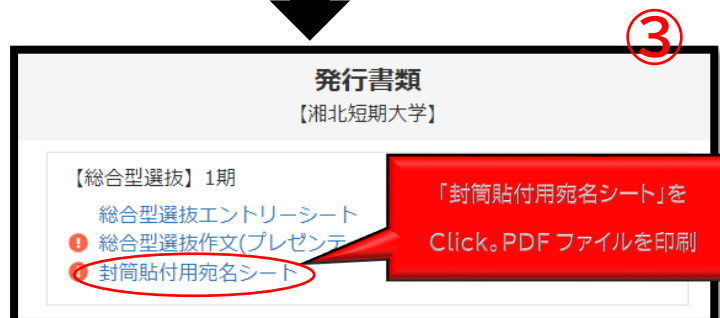 ③
発行書類
【湘北短期大学】
【総合型選抜】1期
総合型選抜エントリーシート
総合型選抜作文(プレゼンテ
封筒貼付用宛名シート
「封筒貼付用宛名シート」を
Click。PDFファイルを印刷